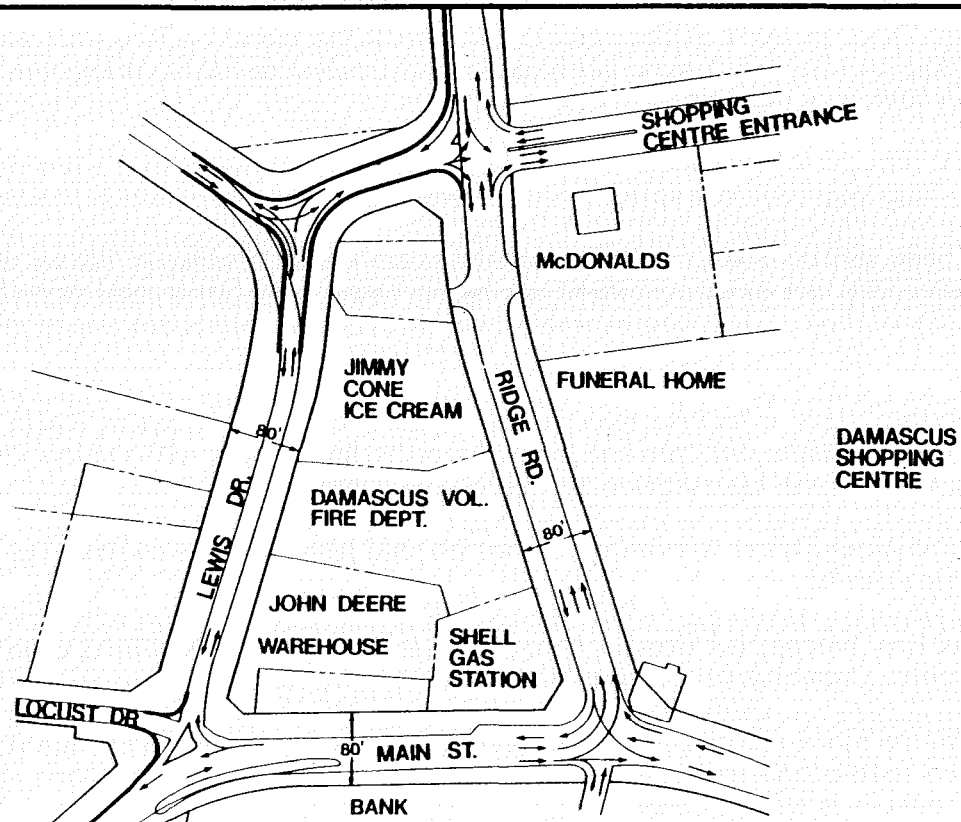 SHOPPING
CENTRE ENTRANCE
McDONALDS
JIMMY
CONE
ICE CREAM
RIDGE RD.
FUNERAL HOME
DAMASCUS
SHOPPING
CENTRE
80'
LEWIS DR.
DAMASCUS VOL.
FIRE DEPT.
80'
JOHN DEERE
WAREHOUSE
SHELL
GAS
STATION
LOCUST DR
80'
MAIN ST.
BANK